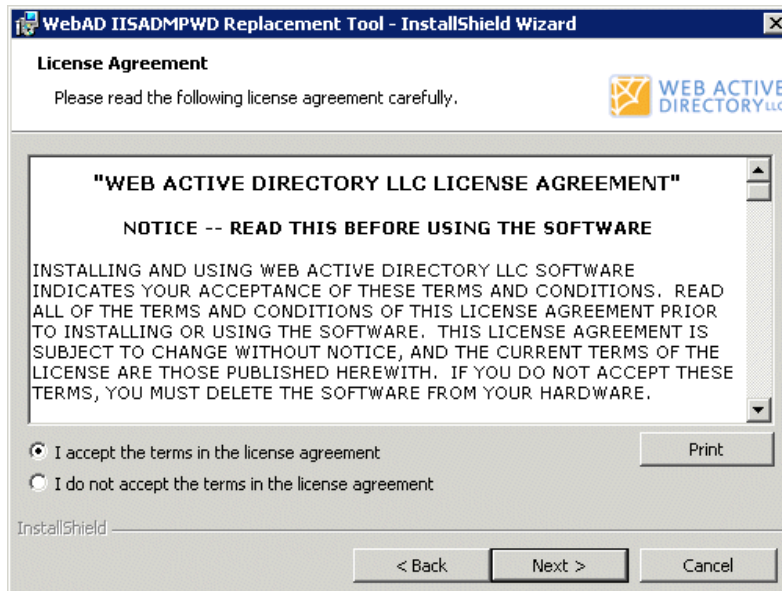 WebAD IISADMPWD Replacement Tool - InstallShield Wizard
License Agreement
Please read the following license agreement carefully.
WEB ACTIVE
DIRECTORY LLC
"WEB ACTIVE DIRECTORY LLC LICENSE AGREEMENT"
NOTICE -- READ THIS BEFORE USING THE SOFTWARE
INSTALLING AND USING WEB ACTIVE DIRECTORY LLC SOFTWARE
INDICATES YOUR ACCEPTANCE OF THESE TERMS AND CONDITIONS.  READ
ALL OF THE TERMS AND CONDITIONS OF THIS LICENSE AGREEMENT PRIOR
TO INSTALLING OR USING THE SOFTWARE.  THIS LICENSE AGREEMENT IS
SUBJECT TO CHANGE WITHOUT NOTICE, AND THE CURRENT TERMS OF THE
LICENSE ARE THOSE PUBLISHED HEREWITH.  IF YOU DO NOT ACCEPT THESE
TERMS, YOU MUST DELETE THE SOFTWARE FROM YOUR HARDWARE.
I accept the terms in the license agreement
Print
I do not accept the terms in the license agreement
InstallShield
< Back
Next >
Cancel